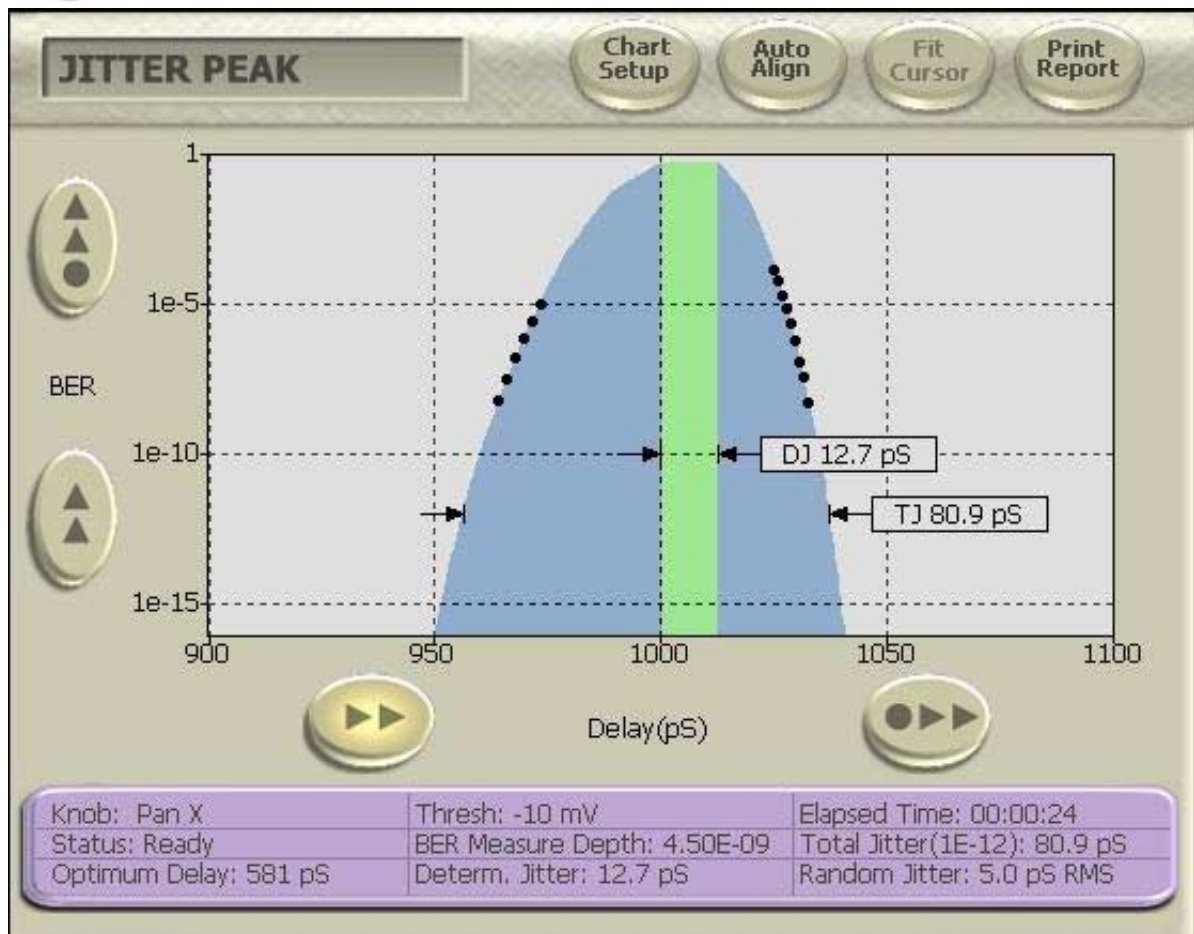 JITTER PEAK
Chart Setup
Auto Align
Fit Cursor
Print Report
1
1e-5
BER
1e-10
DJ 12.7 pS
TJ 80.9 pS
1e-15
900 950 1000 1050 1100
Delay(pS)
Knob: Pan X Thresh: -10 mV Elapsed Time: 00:00:24
Status: Ready BER Measure Depth: 4.50E-09 Total Jitter(1E-12): 80.9 pS
Optimum Delay: 581 pS Determ. Jitter: 12.7 pS Random Jitter: 5.0 pS RMS